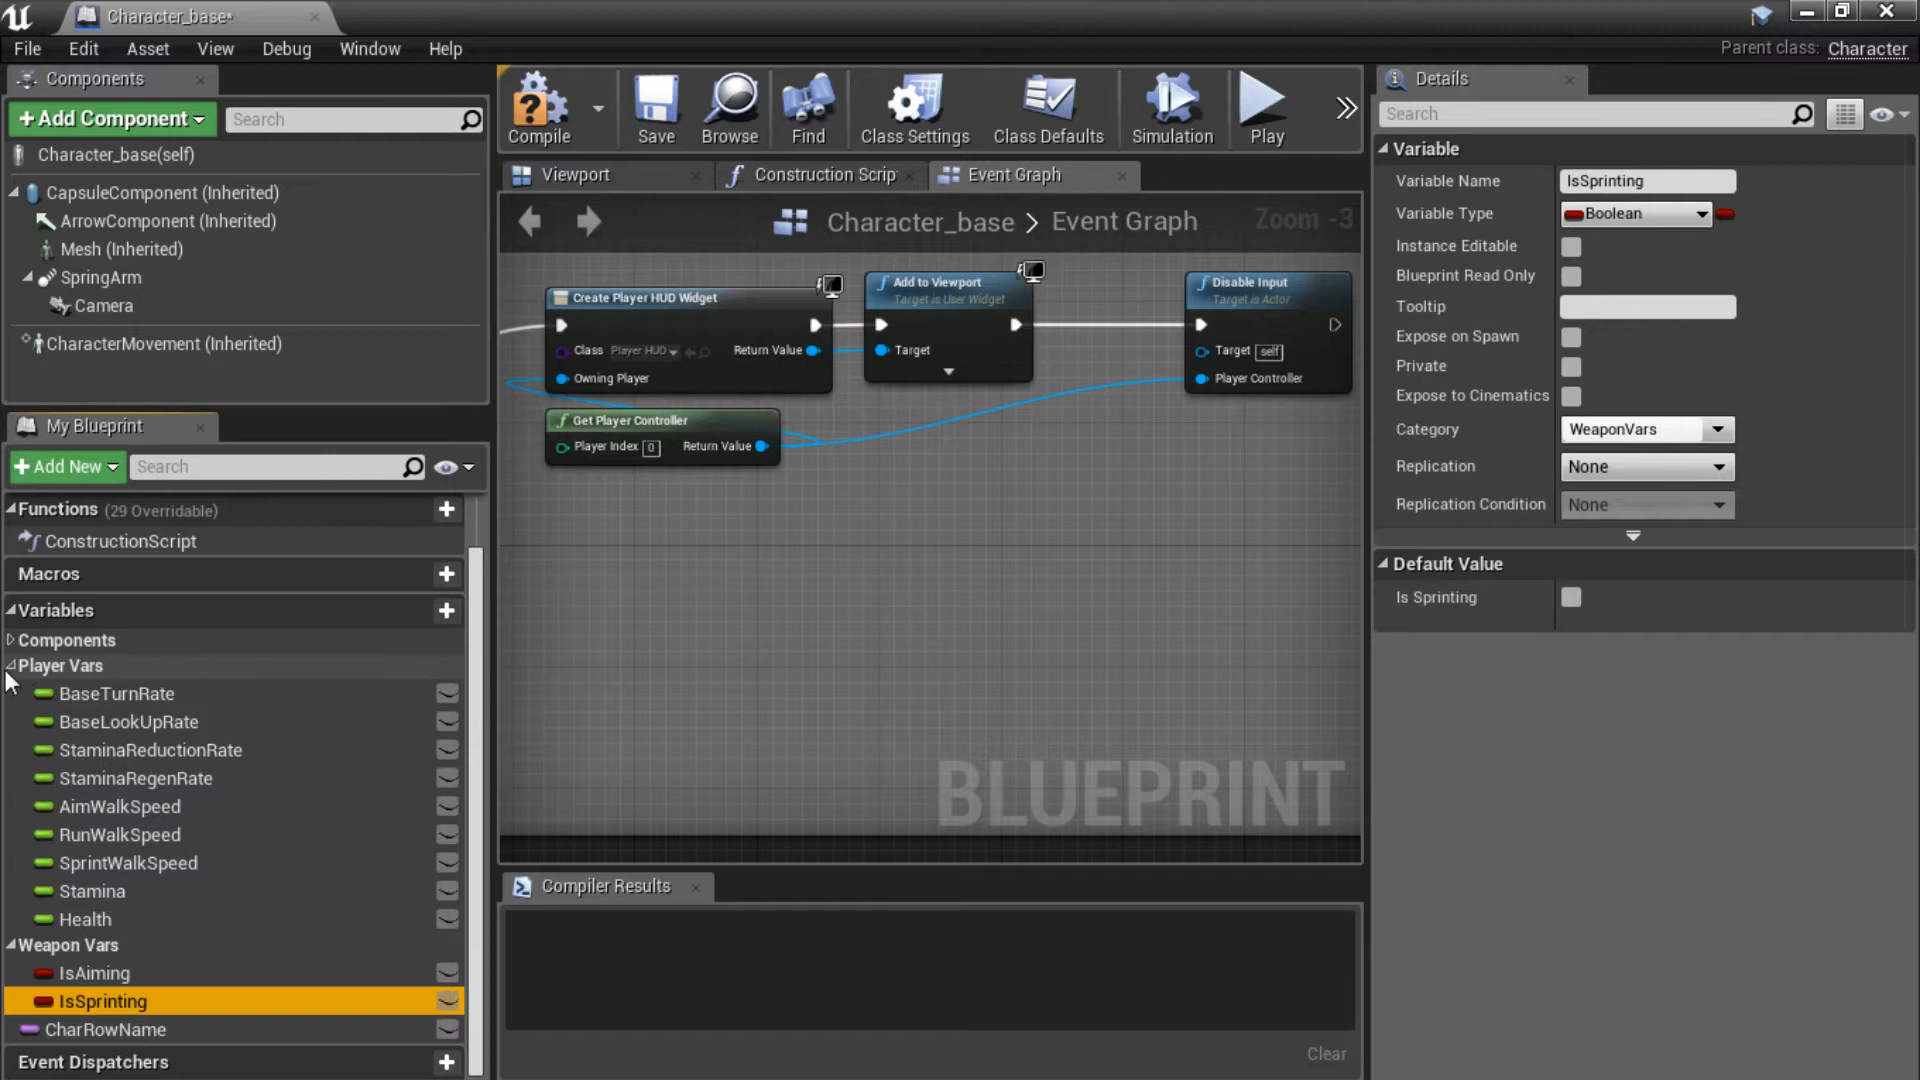 Character_base*
File Edit Asset View Debug Window Help
Parent class: Character
Components
+Add Component
Search
Character_base(self)
CapsuleComponent (Inherited)
ArrowComponent (Inherited)
Mesh (Inherited)
SpringArm
Camera
CharacterMovement (Inherited)
My Blueprint
+Add New
Search
Functions (29 Overridable)
ConstructionScript
Macros
Variables
Components
Player Vars
BaseTurnRate
BaseLookUpRate
StaminaReductionRate
StaminaRegenRate
AimWalkSpeed
RunWalkSpeed
SprintWalkSpeed
Stamina
Health
Weapon Vars
IsAiming
IsSprinting
CharRowName
Event Dispatchers
Compile Save Browse Find Class Settings Class Defaults Simulation Play
Viewport Construction Scrip Event Graph
Character_base > Event Graph
Zoom -3
Create Player HUD Widget
Class Player HUD Return Value
Owning Player
Add to Viewport
Target is User Widget
Target
Disable Input
Target is Actor
Target self
Player Controller
Get Player Controller
Player Index 0 Return Value
BLUEPRINT
Compiler Results
Clear
Details
Search
Variable
Variable Name IsSprinting
Variable Type Boolean
Instance Editable
Blueprint Read Only
Tooltip
Expose on Spawn
Private
Expose to Cinematics
Category WeaponVars
Replication None
Replication Condition None
Default Value
Is Sprinting